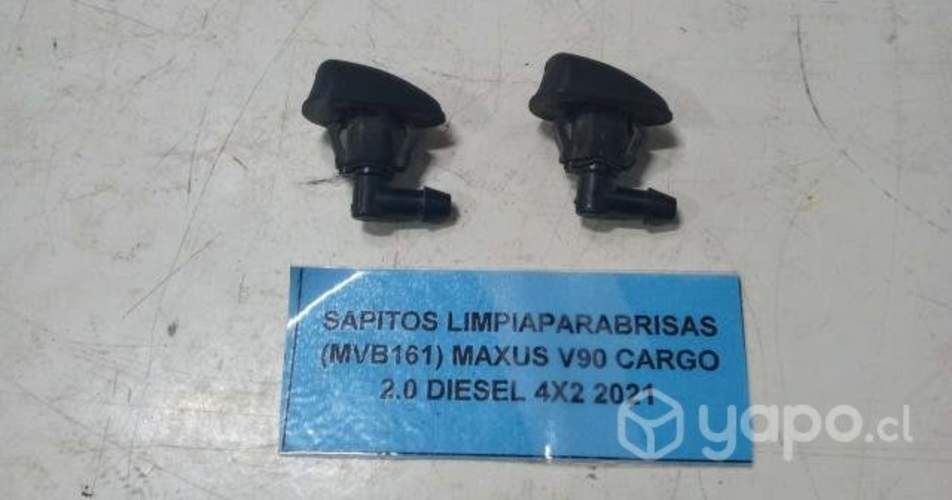 SAPITOS LIMPIAPARABRISAS
(MVB161) MAXUS V90 CARGO
2.0 DIESEL 4X2 2021
yapo.cl